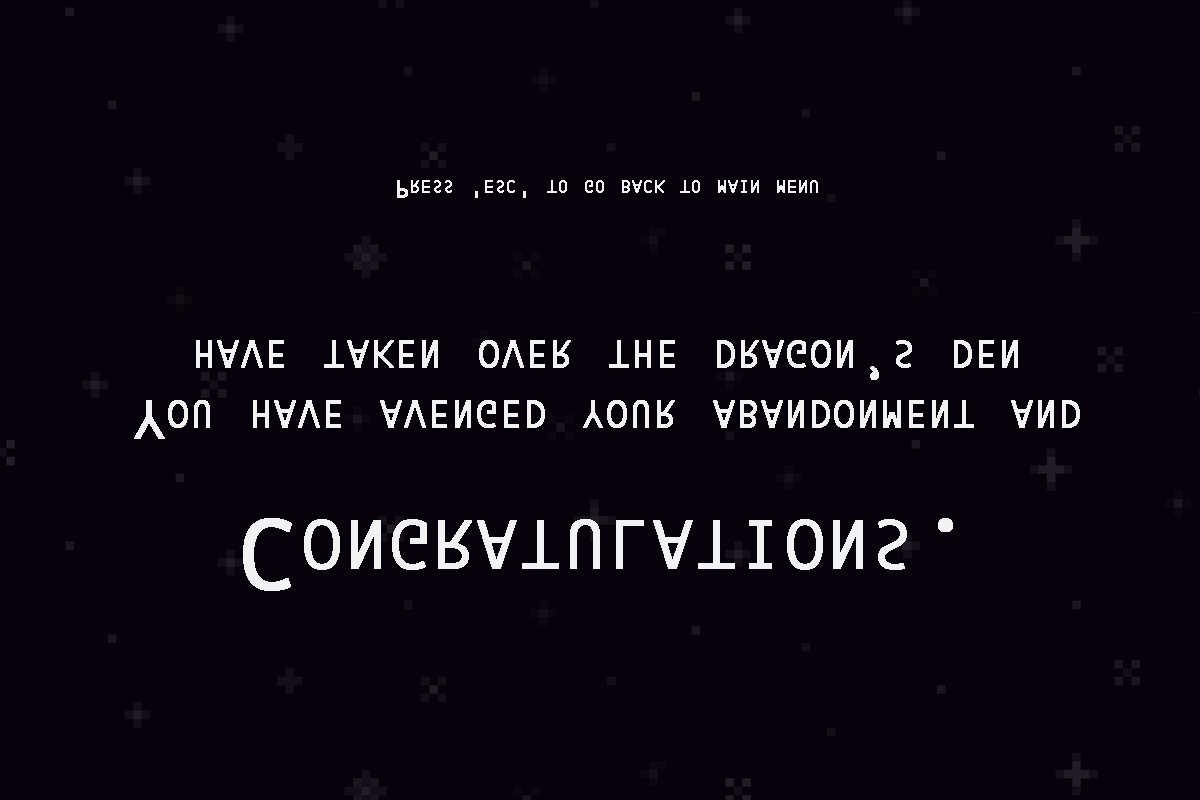 Congratulations.
You have avenged your abandonment and
have taken over the dragon's den
Press 'esc' to go back to main menu